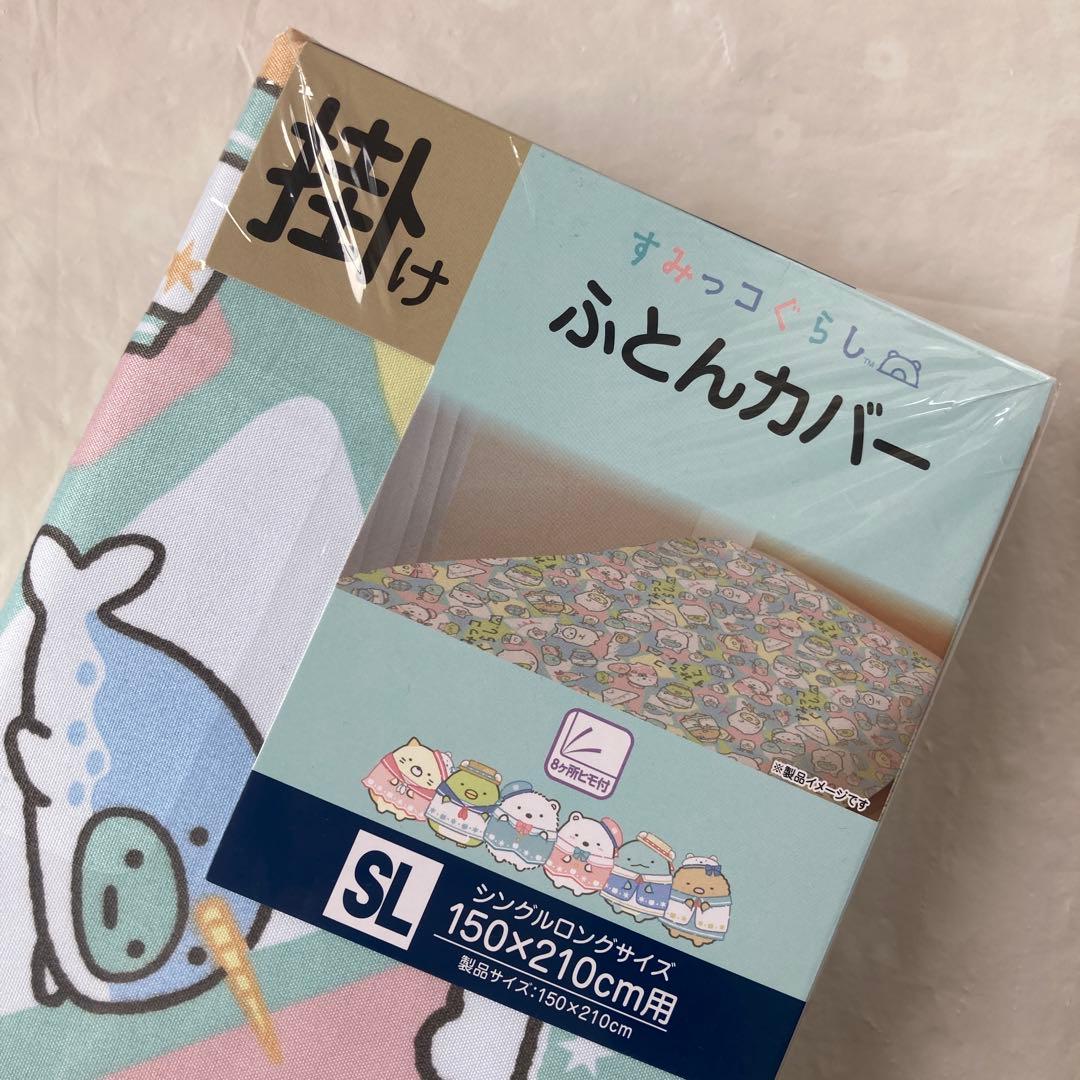 掛け
すみっコぐらし™
ふとんカバー
※製品イメージです
8ヶ所ヒモ付
SL
シングルロングサイズ
150×210cm用
製品サイズ:150×210cm